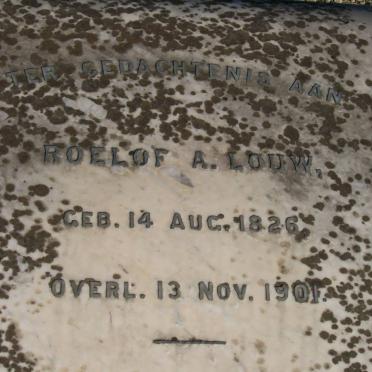 TER GEDACHTENIS AAN
ROELOF A. LOUW,
GEB. 14 AUG. 1826,
OVERL. 13 NOV. 1901.